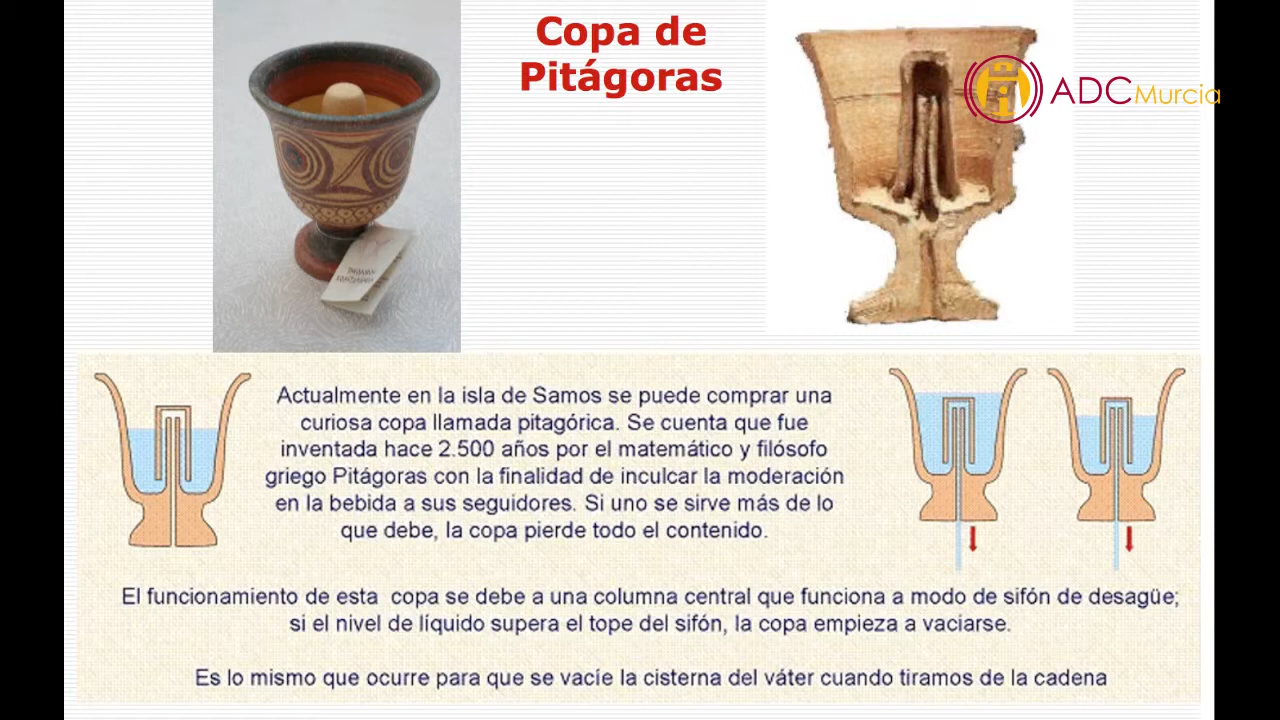 Copa de
Pitágoras
ADCMurcia
Actualmente en la isla de Samos se puede comprar una
curiosa copa llamada pitagórica. Se cuenta que fue
inventada hace 2.500 años por el matemático y filósofo
griego Pitágoras con la finalidad de inculcar la moderación
en la bebida a sus seguidores. Si uno se sirve más de lo
que debe, la copa pierde todo el contenido.
El funcionamiento de esta copa se debe a una columna central que funciona a modo de sifón de desagüe;
si el nivel de líquido supera el tope del sifón, la copa empieza a vaciarse.
Es lo mismo que ocurre para que se vacíe la cisterna del váter cuando tiramos de la cadena